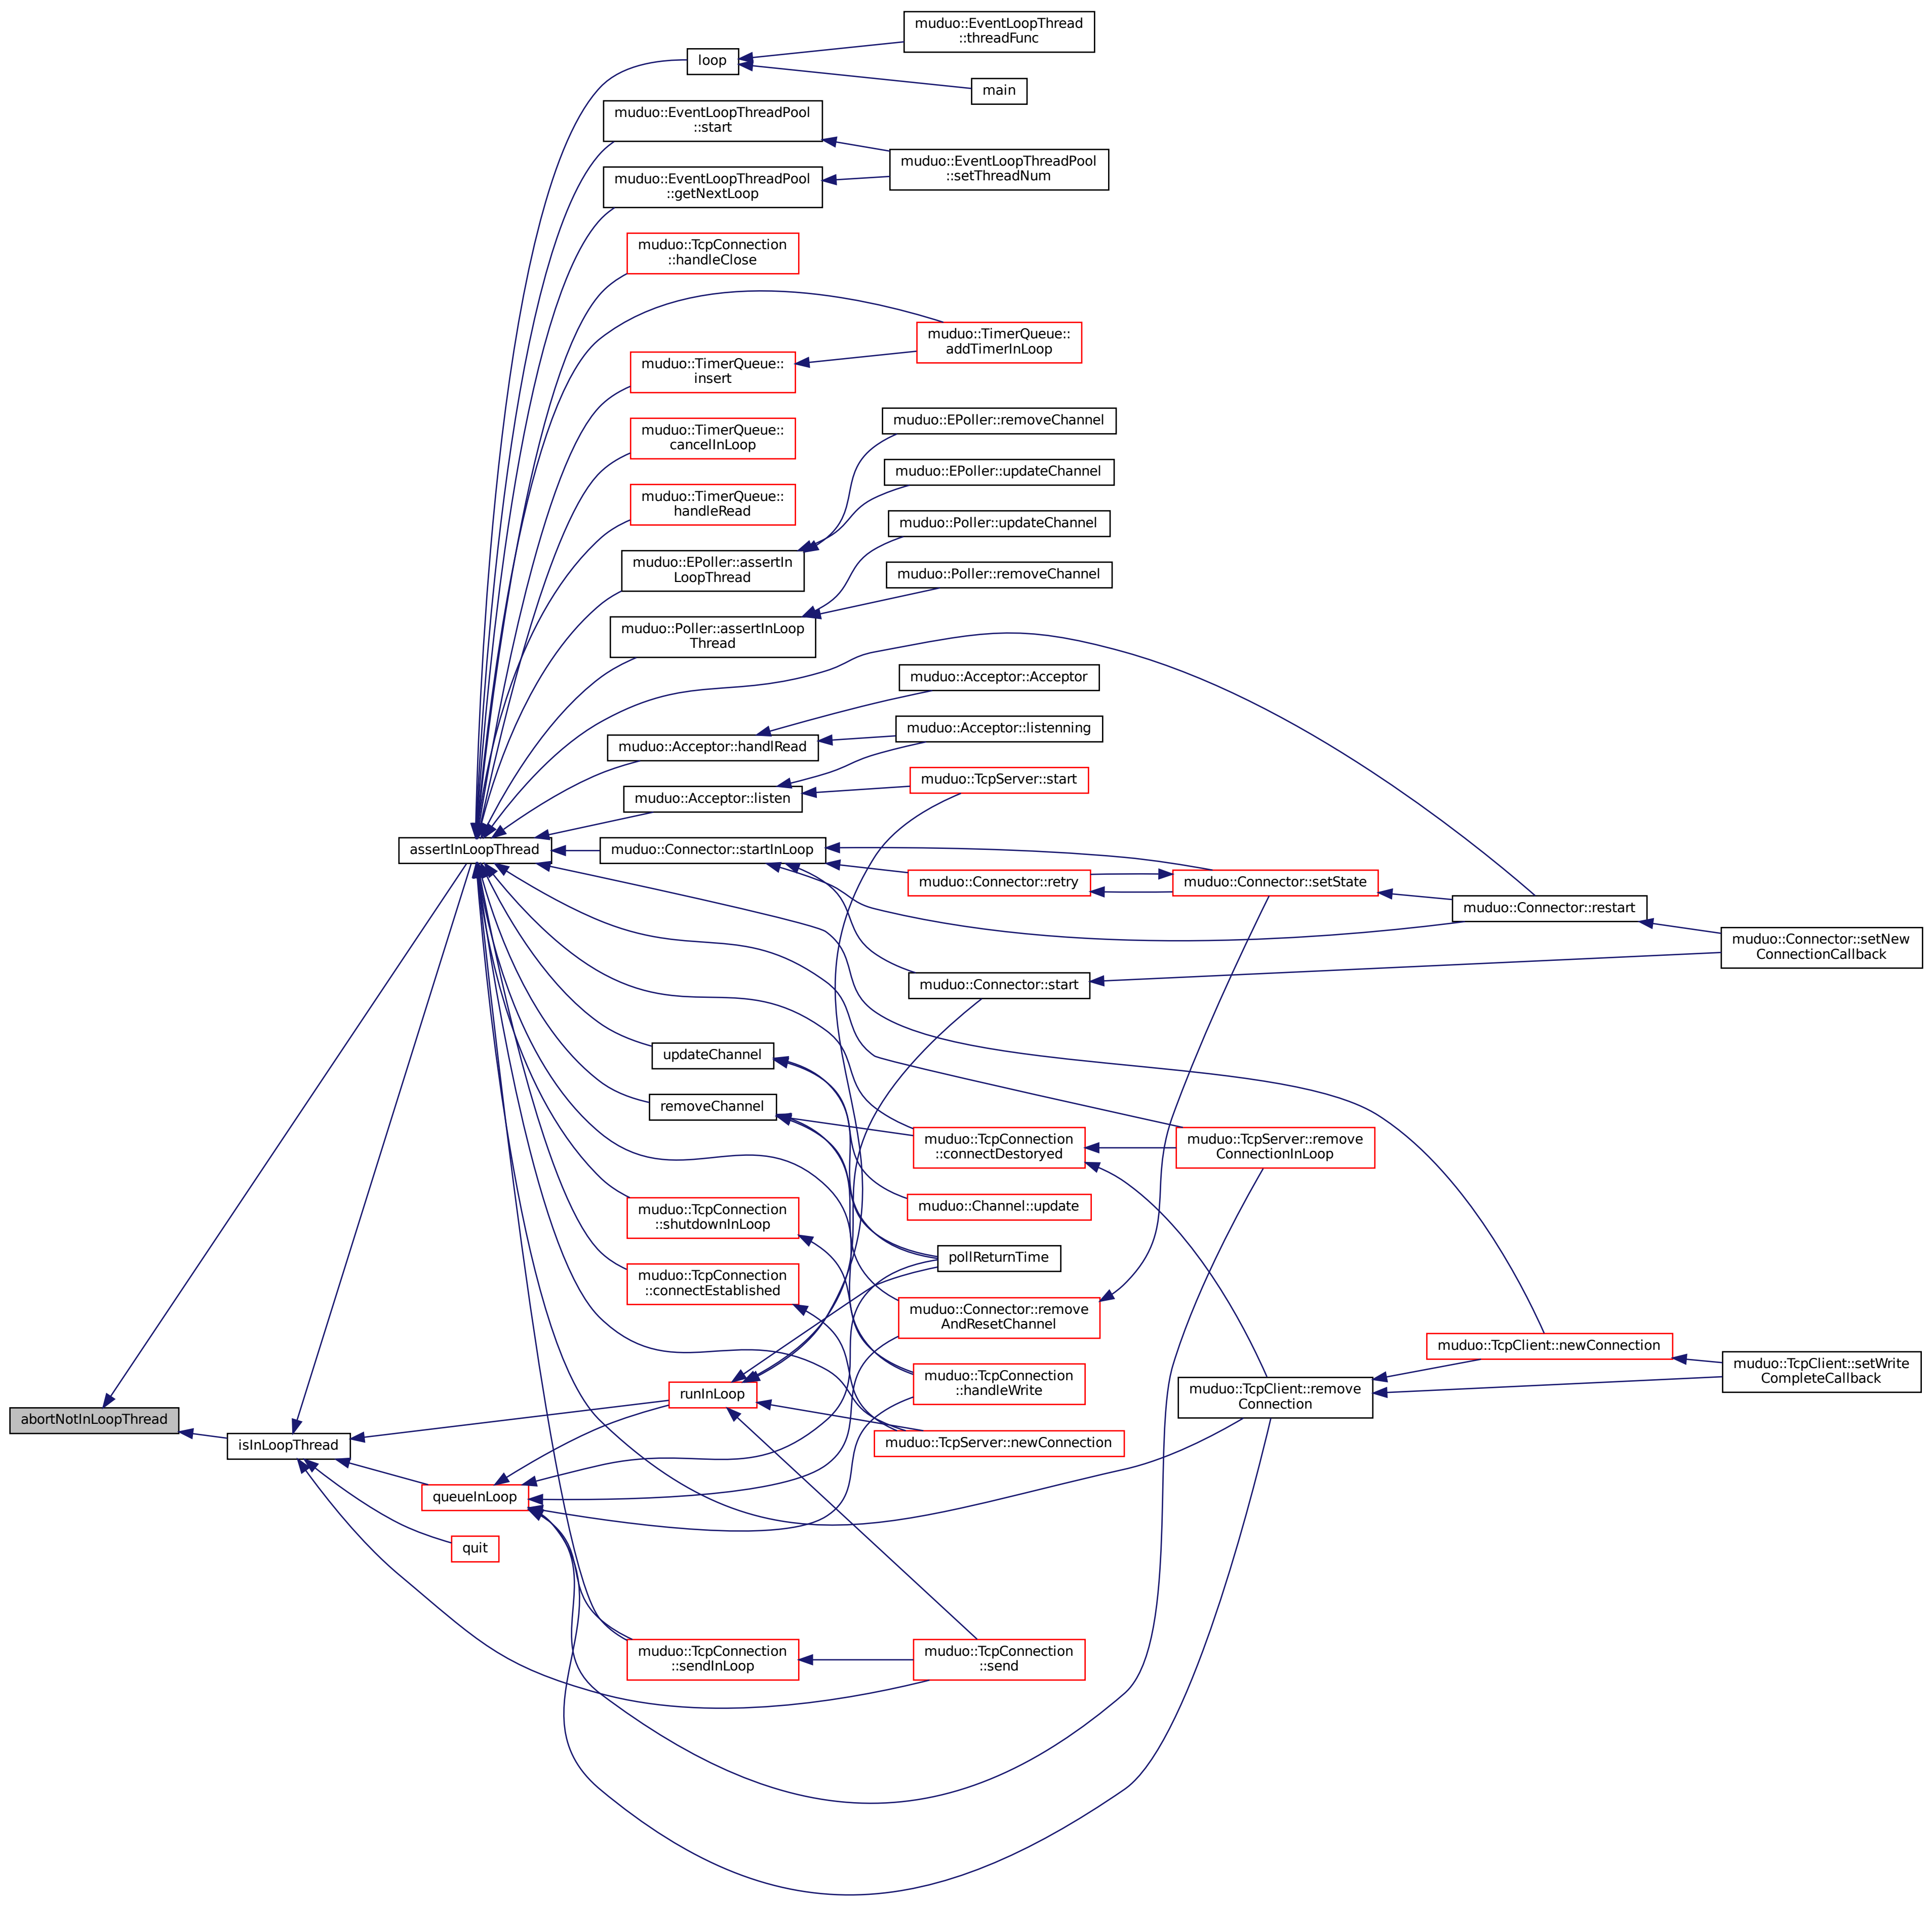 muduo::EventLoopThread
::threadFunc
loop
main
muduo::EventLoopThreadPool
::start
muduo::EventLoopThreadPool
::setThreadNum
muduo::EventLoopThreadPool
::getNextLoop
muduo::TcpConnection
::handleClose
muduo::TimerQueue::
addTimerInLoop
muduo::TimerQueue::
insert
muduo::EPoller::removeChannel
muduo::TimerQueue::
cancelInLoop
muduo::EPoller::updateChannel
muduo::TimerQueue::
handleRead
muduo::Poller::updateChannel
muduo::EPoller::assertIn
LoopThread
muduo::Poller::removeChannel
muduo::Poller::assertInLoop
Thread
muduo::Acceptor::Acceptor
muduo::Acceptor::listenning
muduo::Acceptor::handlRead
muduo::TcpServer::start
muduo::Acceptor::listen
assertInLoopThread
muduo::Connector::startInLoop
muduo::Connector::retry
muduo::Connector::setState
muduo::Connector::restart
muduo::Connector::setNew
ConnectionCallback
muduo::Connector::start
updateChannel
removeChannel
muduo::TcpConnection
::connectDestoryed
muduo::TcpServer::remove
ConnectionInLoop
muduo::Channel::update
muduo::TcpConnection
::shutdownInLoop
pollReturnTime
muduo::TcpConnection
::connectEstablished
muduo::Connector::remove
AndResetChannel
muduo::TcpClient::newConnection
muduo::TcpClient::setWrite
CompleteCallback
muduo::TcpConnection
::handleWrite
runInLoop
muduo::TcpClient::remove
Connection
abortNotInLoopThread
isInLoopThread
muduo::TcpServer::newConnection
queueInLoop
quit
muduo::TcpConnection
::sendInLoop
muduo::TcpConnection
::send